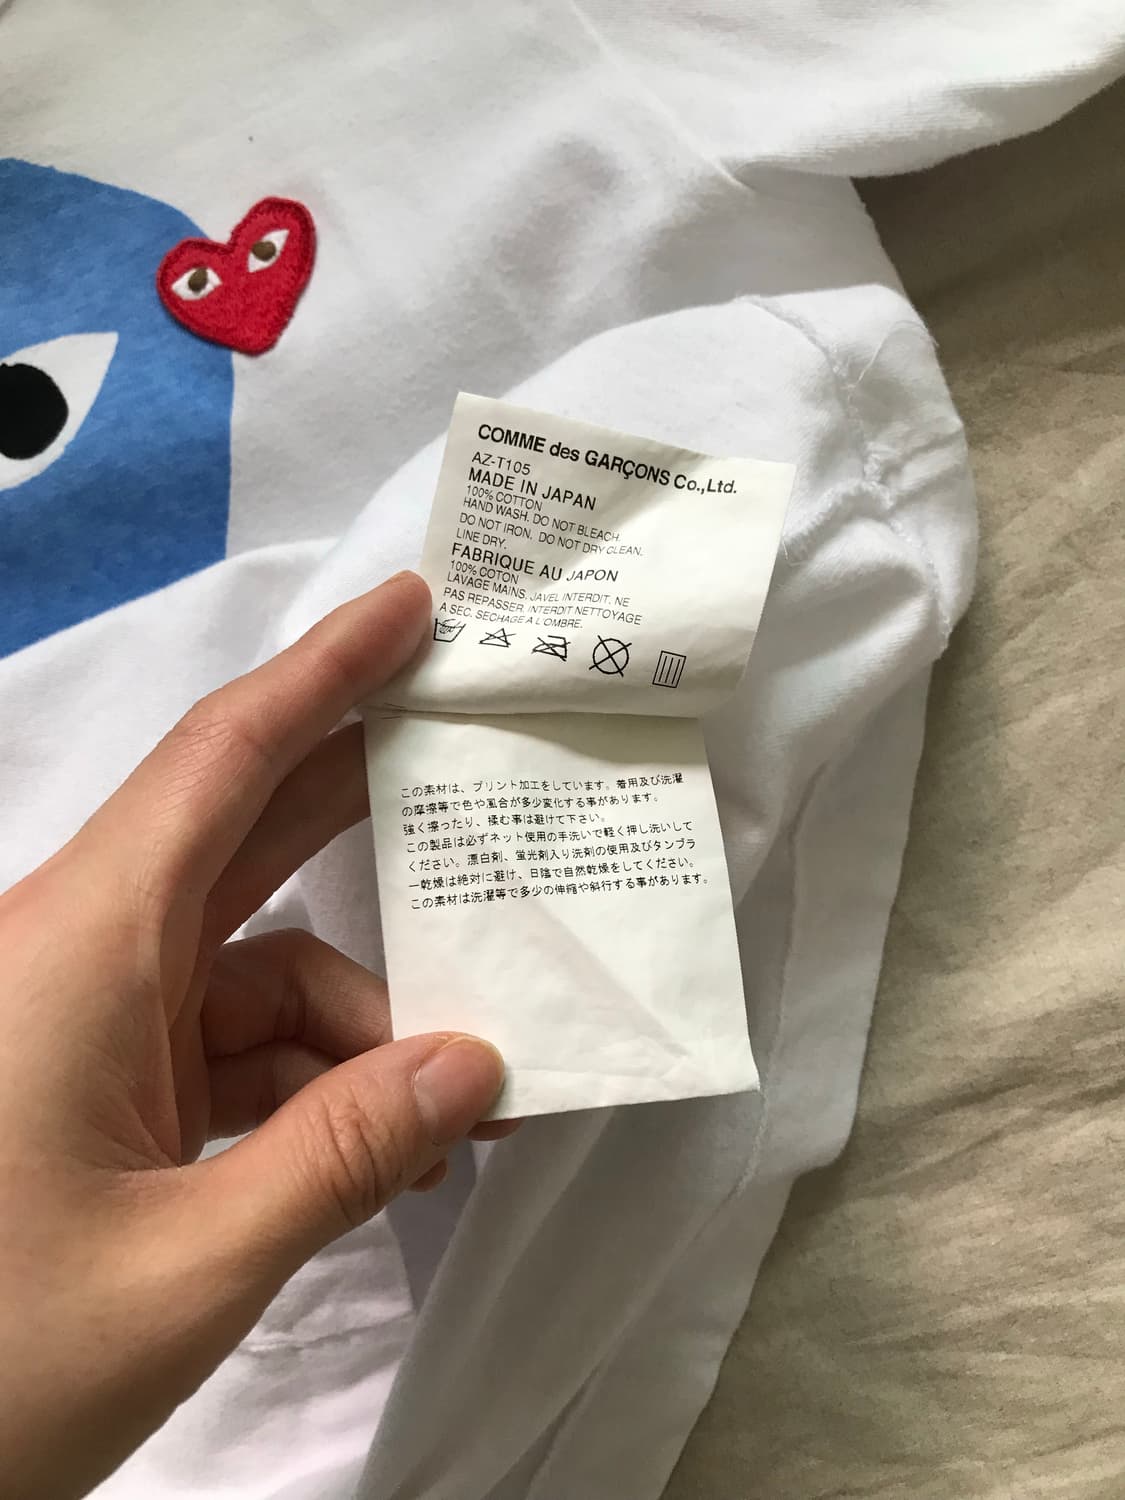 COMME des GARÇONS Co.,Ltd.
AZ-T105
MADE IN JAPAN
100% COTTON
HAND WASH. DO NOT BLEACH.
DO NOT IRON. DO NOT DRY CLEAN.
LINE DRY.
FABRIQUE AU JAPON
100% COTON
LAVAGE MAINS. JAVEL INTERDIT. NE
PAS REPASSER. INTERDIT NETTOYAGE
A SEC. SECHAGE A L'OMBRE.
この素材は、プリント加工をしています。着用及び洗濯
の摩擦等で色や風合が多少変化する事があります。
強く擦ったり、揉む事は避けて下さい。
この製品は必ずネット使用の手洗いで軽く押し洗いして
ください。漂白剤、蛍光剤入り洗剤の使用及びタンブラ
ー乾燥は絶対に避け、日陰で自然乾燥をしてください。
この素材は洗濯等で多少の伸縮や斜行する事があります。